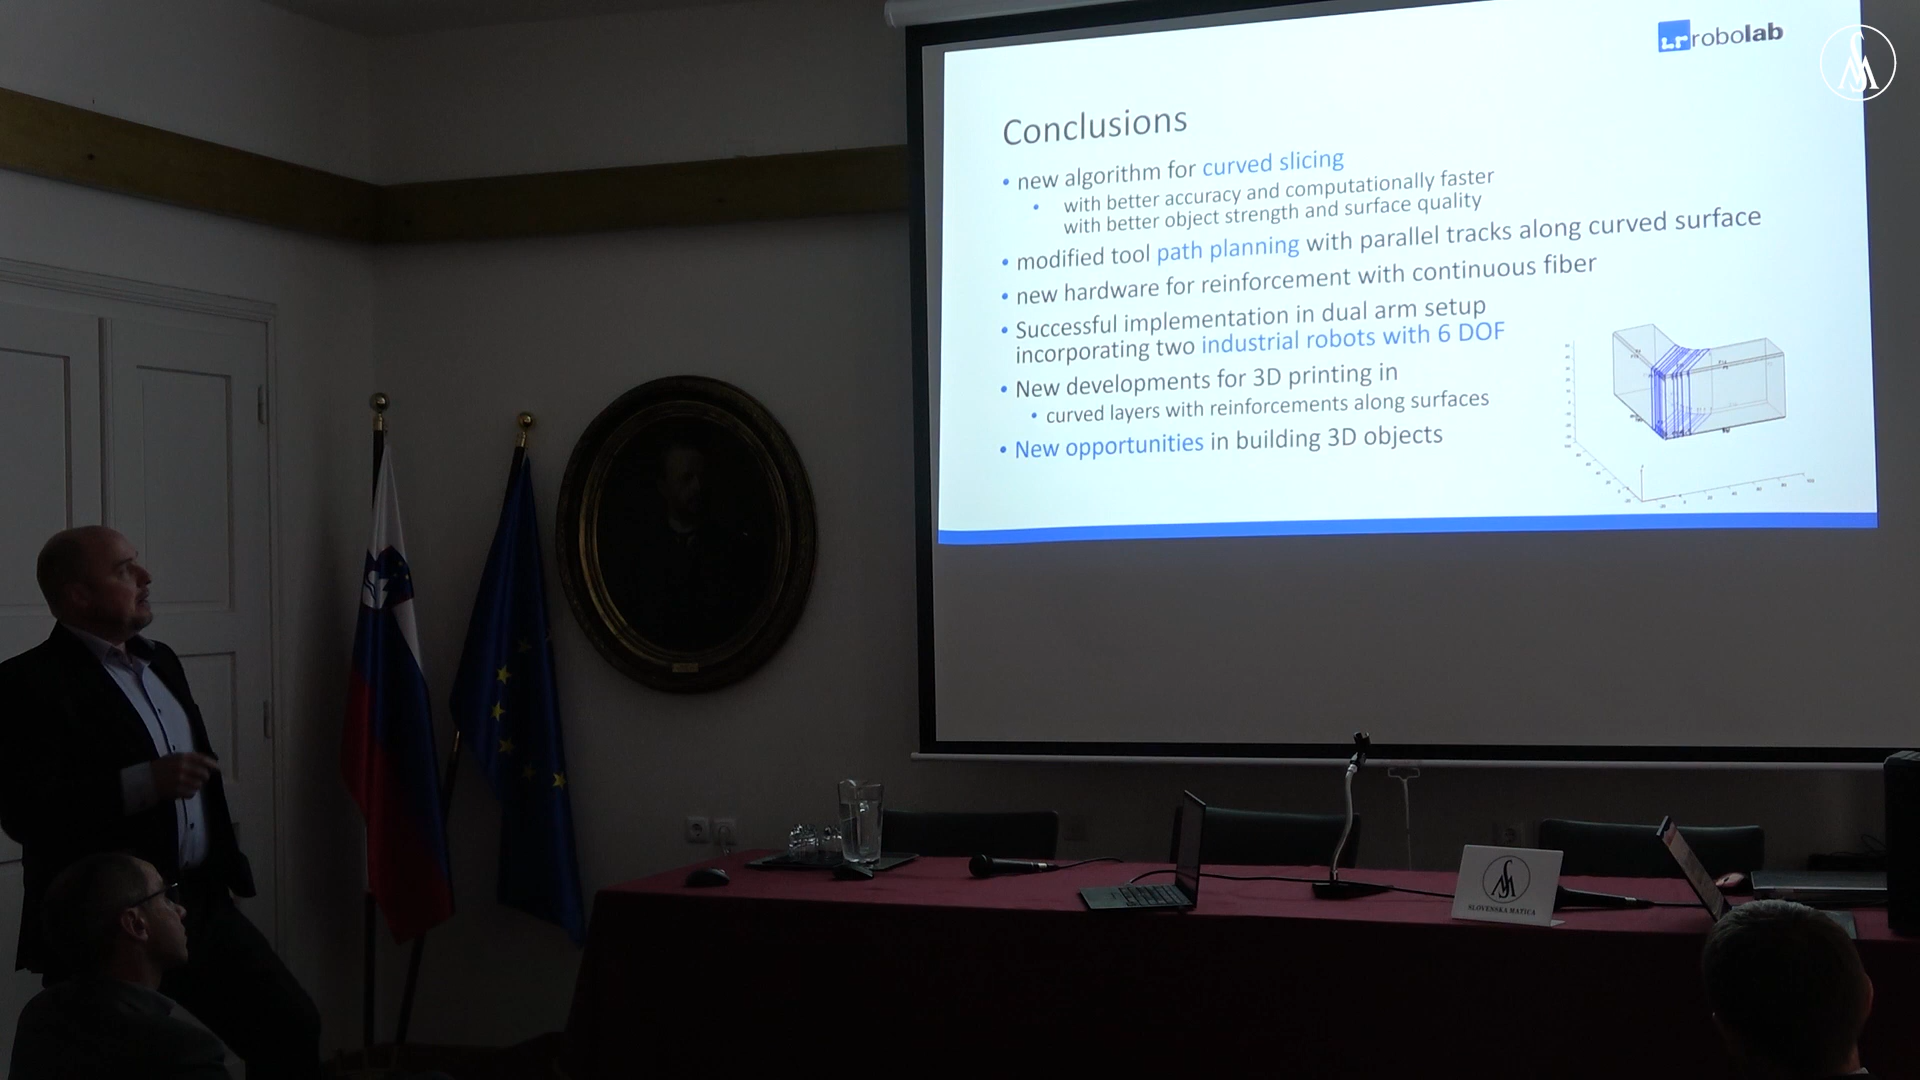 robolab
Conclusions
• new algorithm for curved slicing
• with better accuracy and computationally faster
with better object strength and surface quality
• modified tool path planning with parallel tracks along curved surface
• new hardware for reinforcement with continuous fiber
• Successful implementation in dual arm setup
incorporating two industrial robots with 6 DOF
• New developments for 3D printing in
• curved layers with reinforcements along surfaces
• New opportunities in building 3D objects
SLOVENSKA MATICA